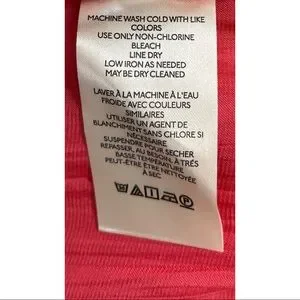 MACHINE WASH COLD WITH LIKE
COLORS
USE ONLY NON-CHLORINE
BLEACH
LINE DRY
LOW IRON AS NEEDED
MAY BE DRY CLEANED
LAVER À LA MACHINE À L'EAU
FROIDE AVEC COULEURS
SIMILAIRES
UTILISER UN AGENT DE
BLANCHIMENT SANS CHLORE SI
NÉCESSAIRE
SUSPENDRE POUR SECHER
REPASSER, AU BESOIN, À TRÉS
BASSE TEMPÉRATURE
PEUT-ÊTRE ÊTRE NETTOYÉE
À SEC